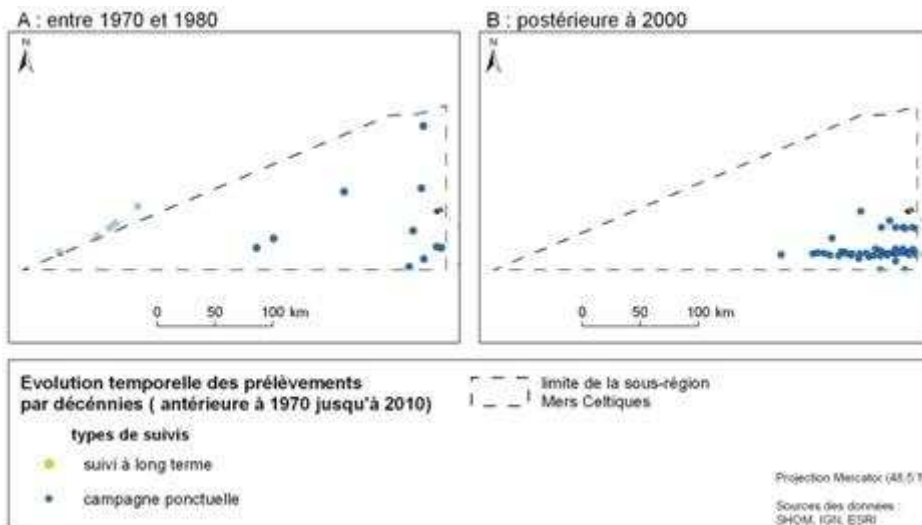 A : entre 1970 et 1980
B : postérieure à 2000
N
N
0 50 100 km
0 50 100 km
Evolution temporelle des prélèvements
par décénnies ( antérieure à 1970 jusqu'à 2010)
limite de la sous-région
Mers Celtiques
types de suivis
suivi à long terme
campagne ponctuelle
Projection Mercator (48,5
Sources des données :
SHOM, IGN, ESRI